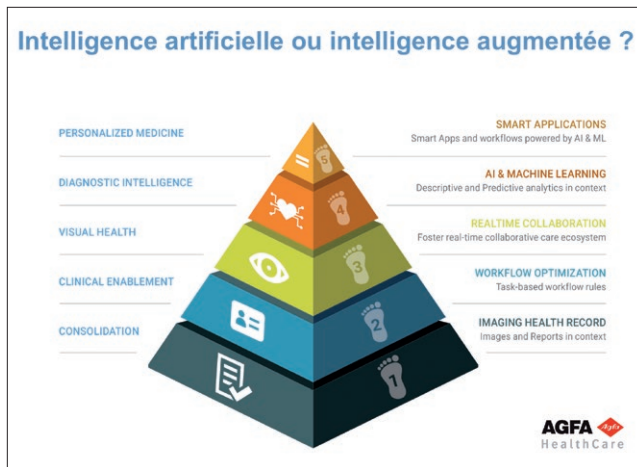 Intelligence artificielle ou intelligence augmentée ?
PERSONALIZED MEDICINE
SMART APPLICATIONS
Smart Apps and workflows powered by AI & ML
5
DIAGNOSTIC INTELLIGENCE
AI & MACHINE LEARNING
Descriptive and Predictive analytics in context
4
VISUAL HEALTH
REALTIME COLLABORATION
Foster real-time collaborative care ecosystem
3
CLINICAL ENABLEMENT
WORKFLOW OPTIMIZATION
Task-based workflow rules
2
CONSOLIDATION
IMAGING HEALTH RECORD
Images and Reports in context
1
AGFA
HealthCare